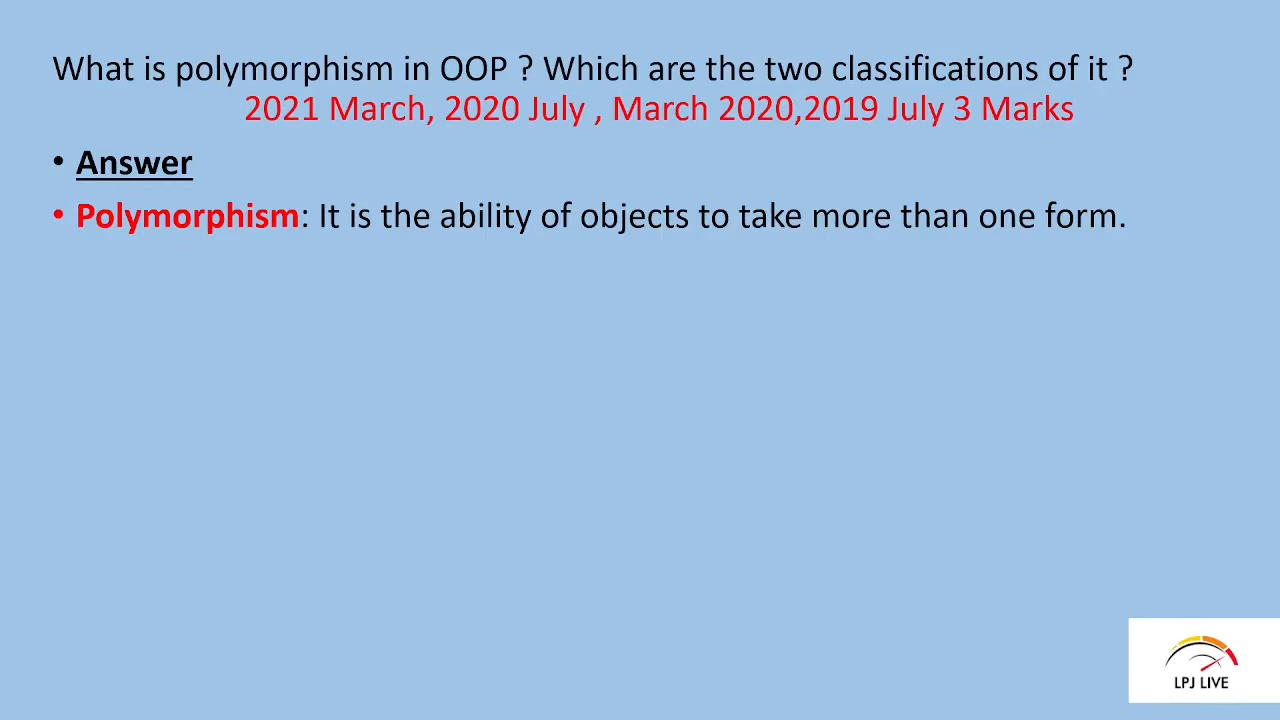 What is polymorphism in OOP ? Which are the two classifications of it ?
2021 March, 2020 July , March 2020,2019 July 3 Marks
• Answer
• Polymorphism: It is the ability of objects to take more than one form.
LPJ LIVE